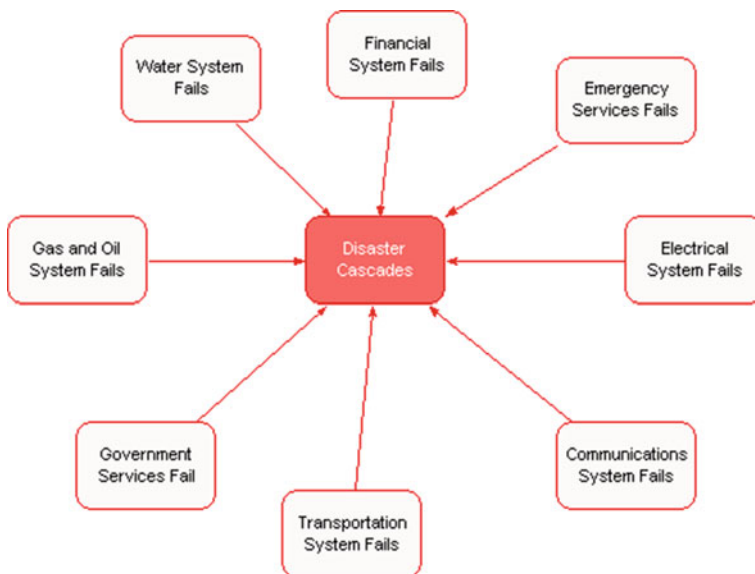 Financial
System Fails
Water System
Fails
Emergency
Services Fails
Gas and Oil
System Fails
Disaster
Cascades
Electrical
System Fails
Government
Services Fail
Communications
System Fails
Transportation
System Fails